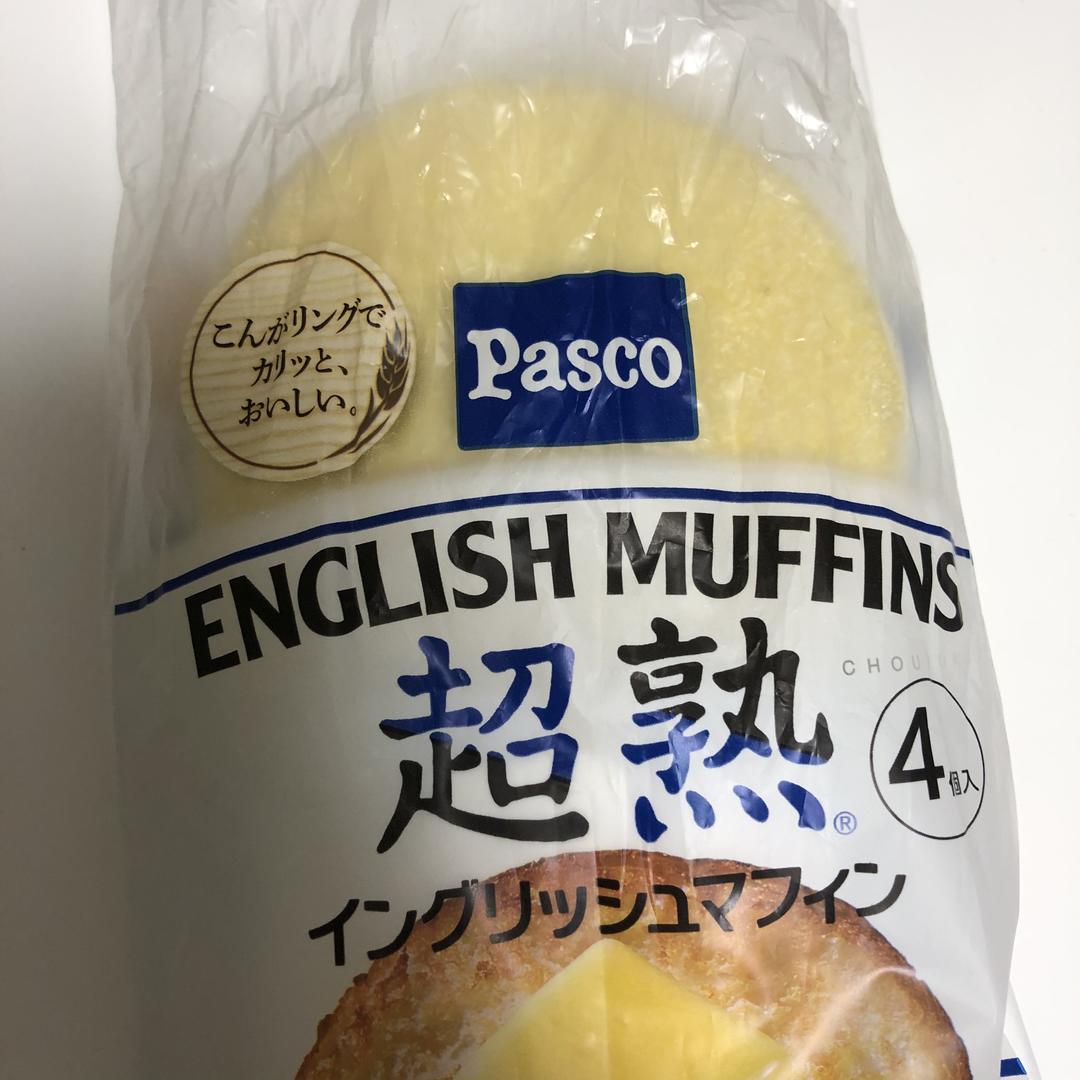 こんがリングで
カリッと、
おいしい。
Pasco
ENGLISH MUFFINS
超熟®
4個入
イングリッシュマフィン